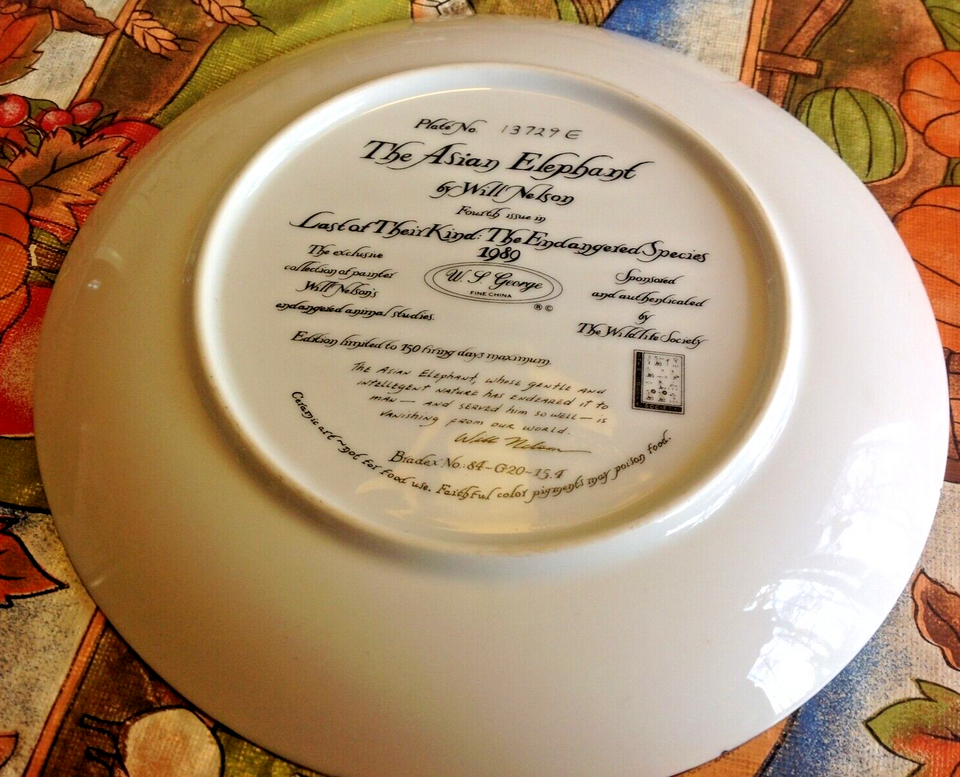 Plate No. 13729 E
The Asian Elephant
by Will Nelson
Fourth issue in
Last of Their Kind: The Endangered Species
1989
The exclusive
collection of painter
Will Nelson's
endangered animal studies.
W. S. George
FINE CHINA
®©
Sponsored
and authenticated
by
The Wildlife Society
Edition limited to 150 firing days maximum.
The Asian Elephant, whose gentle and
intellegent nature has endeared it to
man — and served him so well — is
vanishing from our world.
Will Nelson
Bradex No.: 84-G20-15.4
Ceramic art ~ not for food use. Faithful color pigments may poison food.